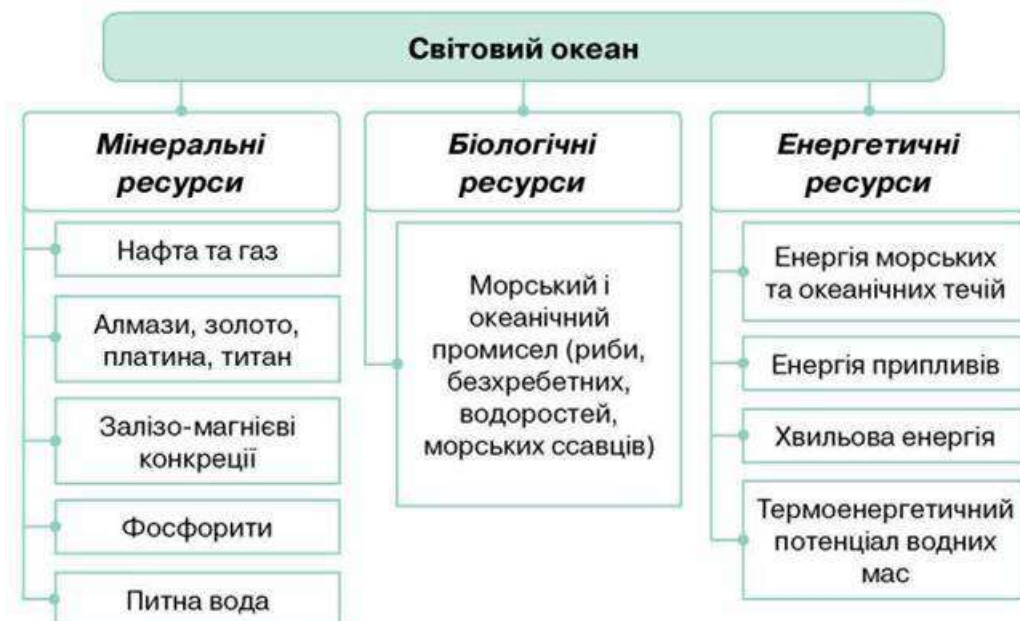 Світовий океан
Мінеральні
ресурси
Нафта та газ
Алмази, золото,
платина, титан
Залізо-магнієві
конкреції
Фосфорити
Питна вода
Біологічні
ресурси
Морський і
океанічний
промисел (риби,
безхребетних,
водоростей,
морських ссавців)
Енергетичні
ресурси
Енергія морських
та океанічних течій
Енергія припливів
Хвильова енергія
Термоенергетичний
потенціал водних
мас